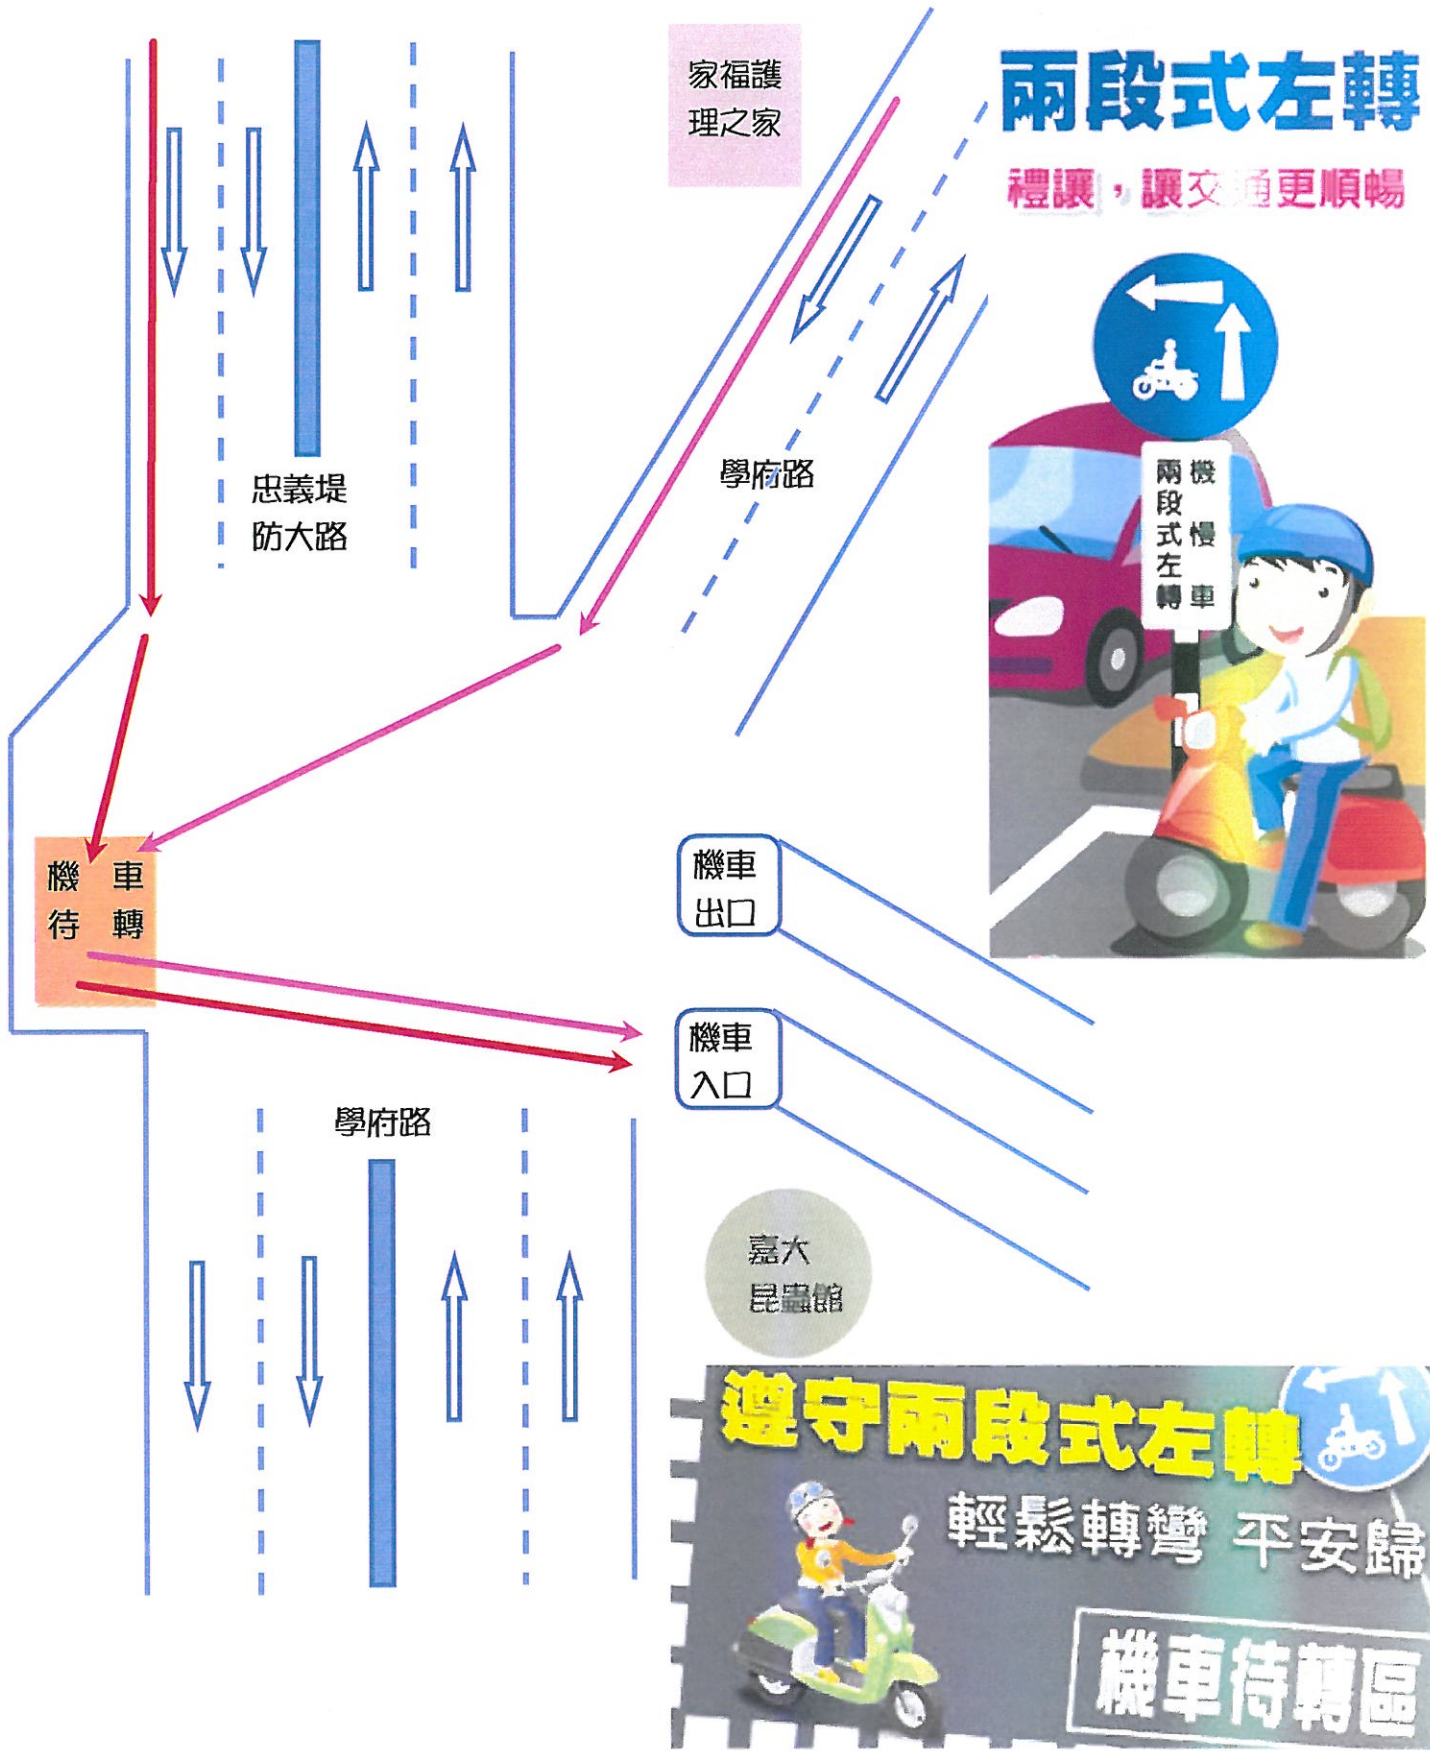 兩段式左轉
禮讓，讓交通更順暢
家福護
理之家
機慢車
兩段式左轉
忠義堤
防大路
學府路
機　車
待　轉
機車
出口
機車
入口
學府路
嘉大
昆蟲館
遵守兩段式左轉
輕鬆轉彎 平安歸
機車待轉區